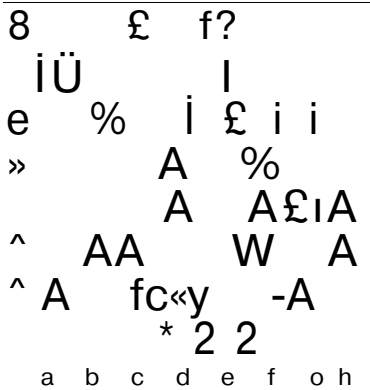 8 £ f?
İÜ I
e % İ £ i i
» A %
A A£ıA
^ AA W A
^ A fc«y -A
* 2 2
a b c d e f o h